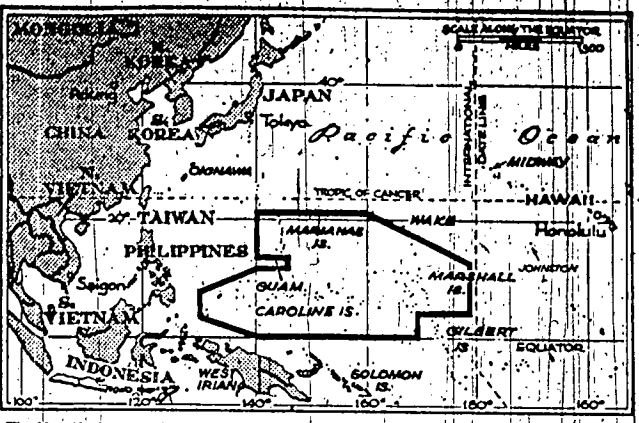 MONGOLIA
N. KOREA
SCALE ALONG THE EQUATOR
MILES
500
Peking
40°
JAPAN
Tokyo
CHINA
S. KOREA
Pacific Ocean
INTERNATIONAL DATE LINE
MIDWAY
OKINAWA
N. VIETNAM
TROPIC OF CANCER
HAWAII
20°
TAIWAN
WAKE
Honolulu
MARIANAS IS.
PHILIPPINES
JOHNSTON
MARSHALL IS.
Saigon
GUAM
CAROLINE IS.
S. VIETNAM
GILBERT IS.
EQUATOR
INDONESIA
WEST IRIAN
SOLOMON IS.
100°
120°
140°
160°
180°
160°